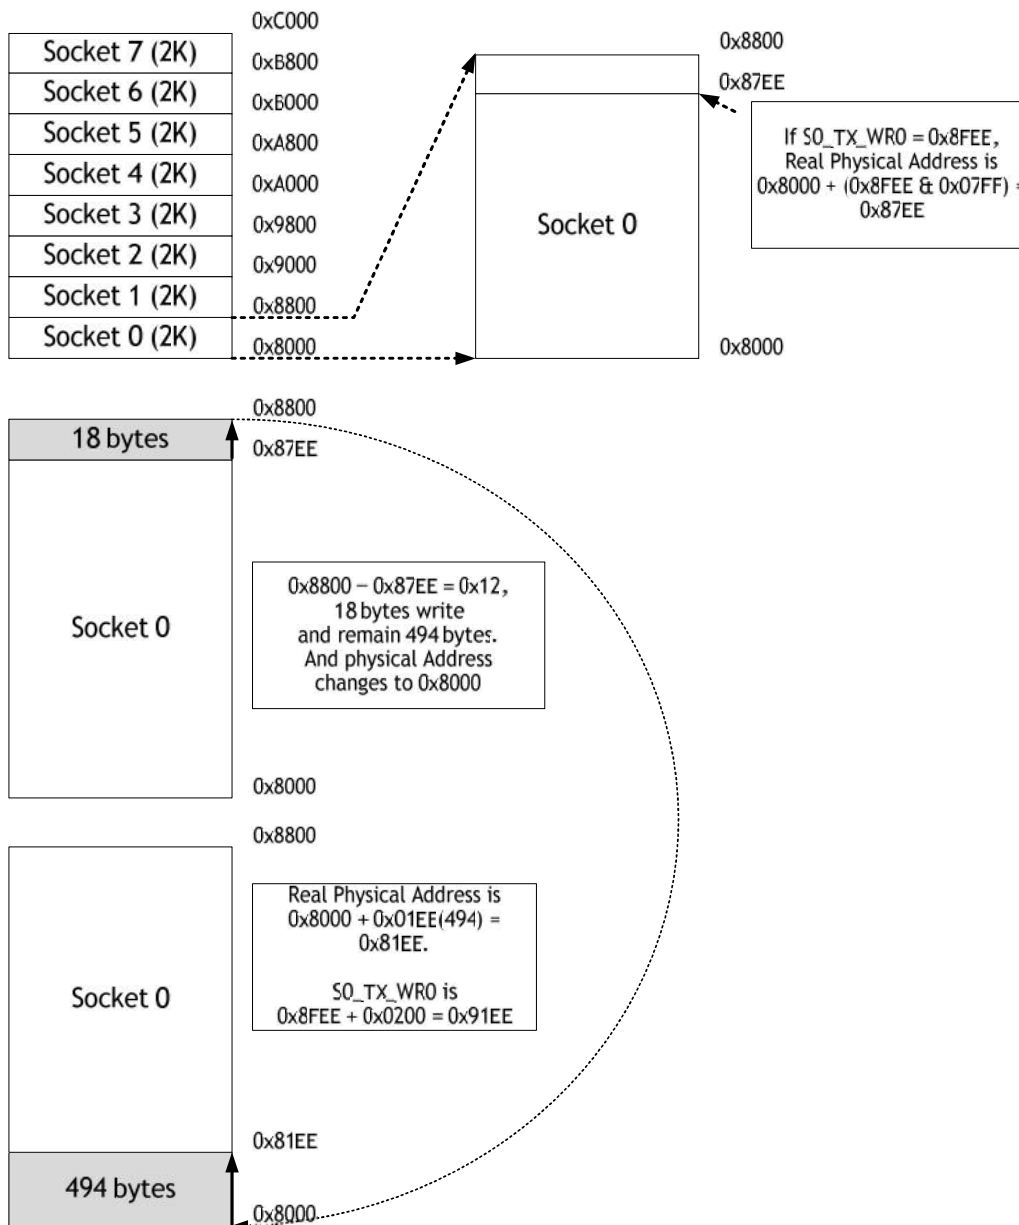 0xC000
Socket 7 (2K)
0xB800
Socket 6 (2K)
0xB000
Socket 5 (2K)
0xA800
Socket 4 (2K)
0xA000
Socket 3 (2K)
0x9800
Socket 2 (2K)
0x9000
Socket 1 (2K)
0x8800
Socket 0 (2K)
0x8000
0x8800
0x87EE
Socket 0
0x8000
If S0_TX_WR0 = 0x8FEE,
Real Physical Address is
0x8000 + (0x8FEE & 0x07FF) =
0x87EE
0x8800
18 bytes
0x87EE
Socket 0
0x8800 – 0x87EE = 0x12,
18 bytes write
and remain 494 bytes.
And physical Address
changes to 0x8000
0x8000
0x8800
Socket 0
Real Physical Address is
0x8000 + 0x01EE(494) =
0x81EE.
S0_TX_WR0 is
0x8FEE + 0x0200 = 0x91EE
0x81EE
494 bytes
0x8000